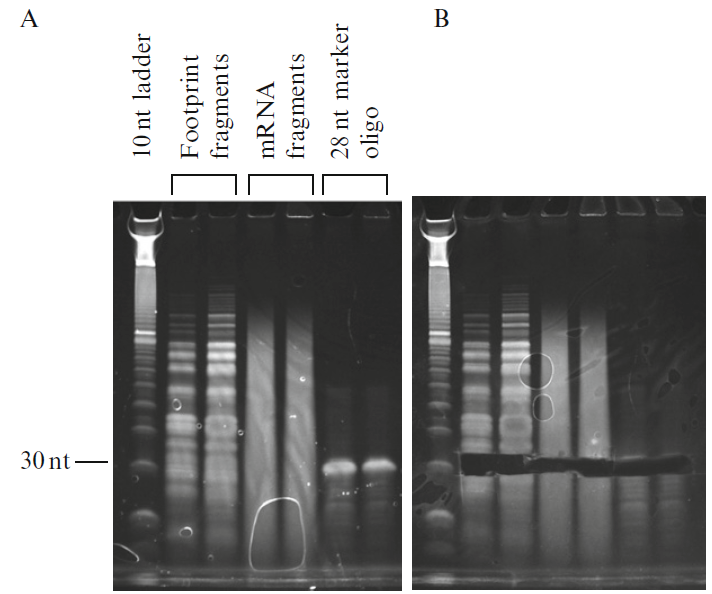 A
B
10 nt ladder
Footprint
fragments
mRNA
fragments
28 nt marker
oligo
30 nt